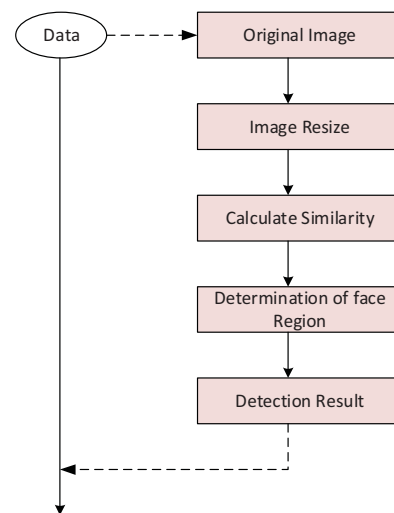 Data
Original Image
Image Resize
Calculate Similarity
Determination of face
Region
Detection Result